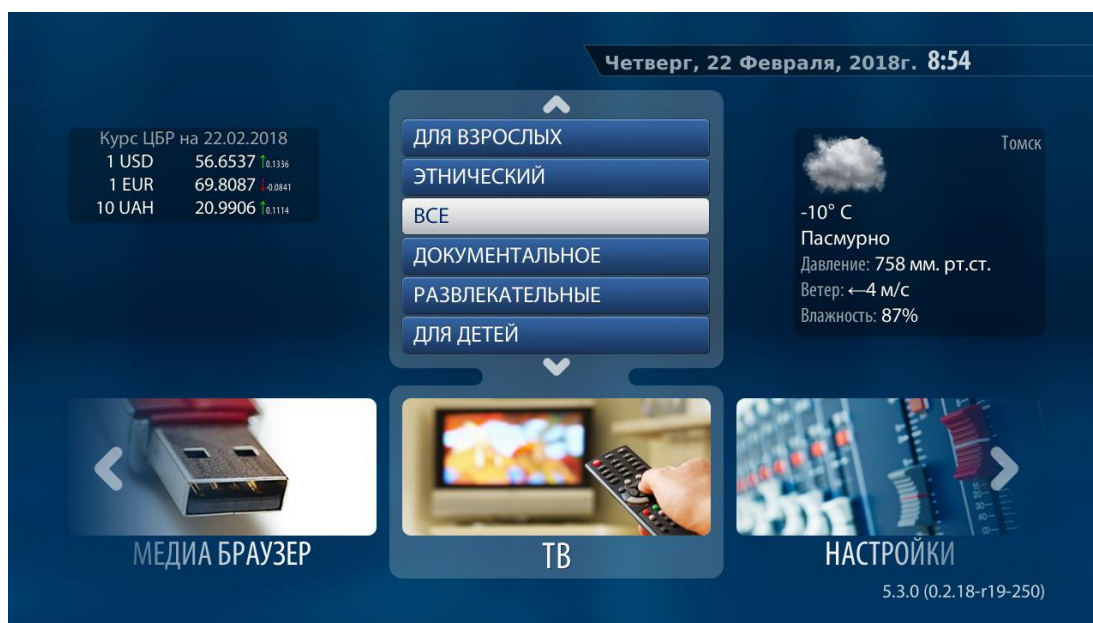 Четверг, 22 Февраля, 2018г. 8:54
Курс ЦБР на 22.02.2018
1 USD 56.6537 ↑0.1336
1 EUR 69.8087 ↓-0.0841
10 UAH 20.9906 ↑0.1114
ДЛЯ ВЗРОСЛЫХ
ЭТНИЧЕСКИЙ
ВСЕ
ДОКУМЕНТАЛЬНОЕ
РАЗВЛЕКАТЕЛЬНЫЕ
ДЛЯ ДЕТЕЙ
Томск
-10° C
Пасмурно
Давление: 758 мм. рт.ст.
Ветер: ←4 м/с
Влажность: 87%
МЕДИА БРАУЗЕР
ТВ
НАСТРОЙКИ
5.3.0 (0.2.18-r19-250)